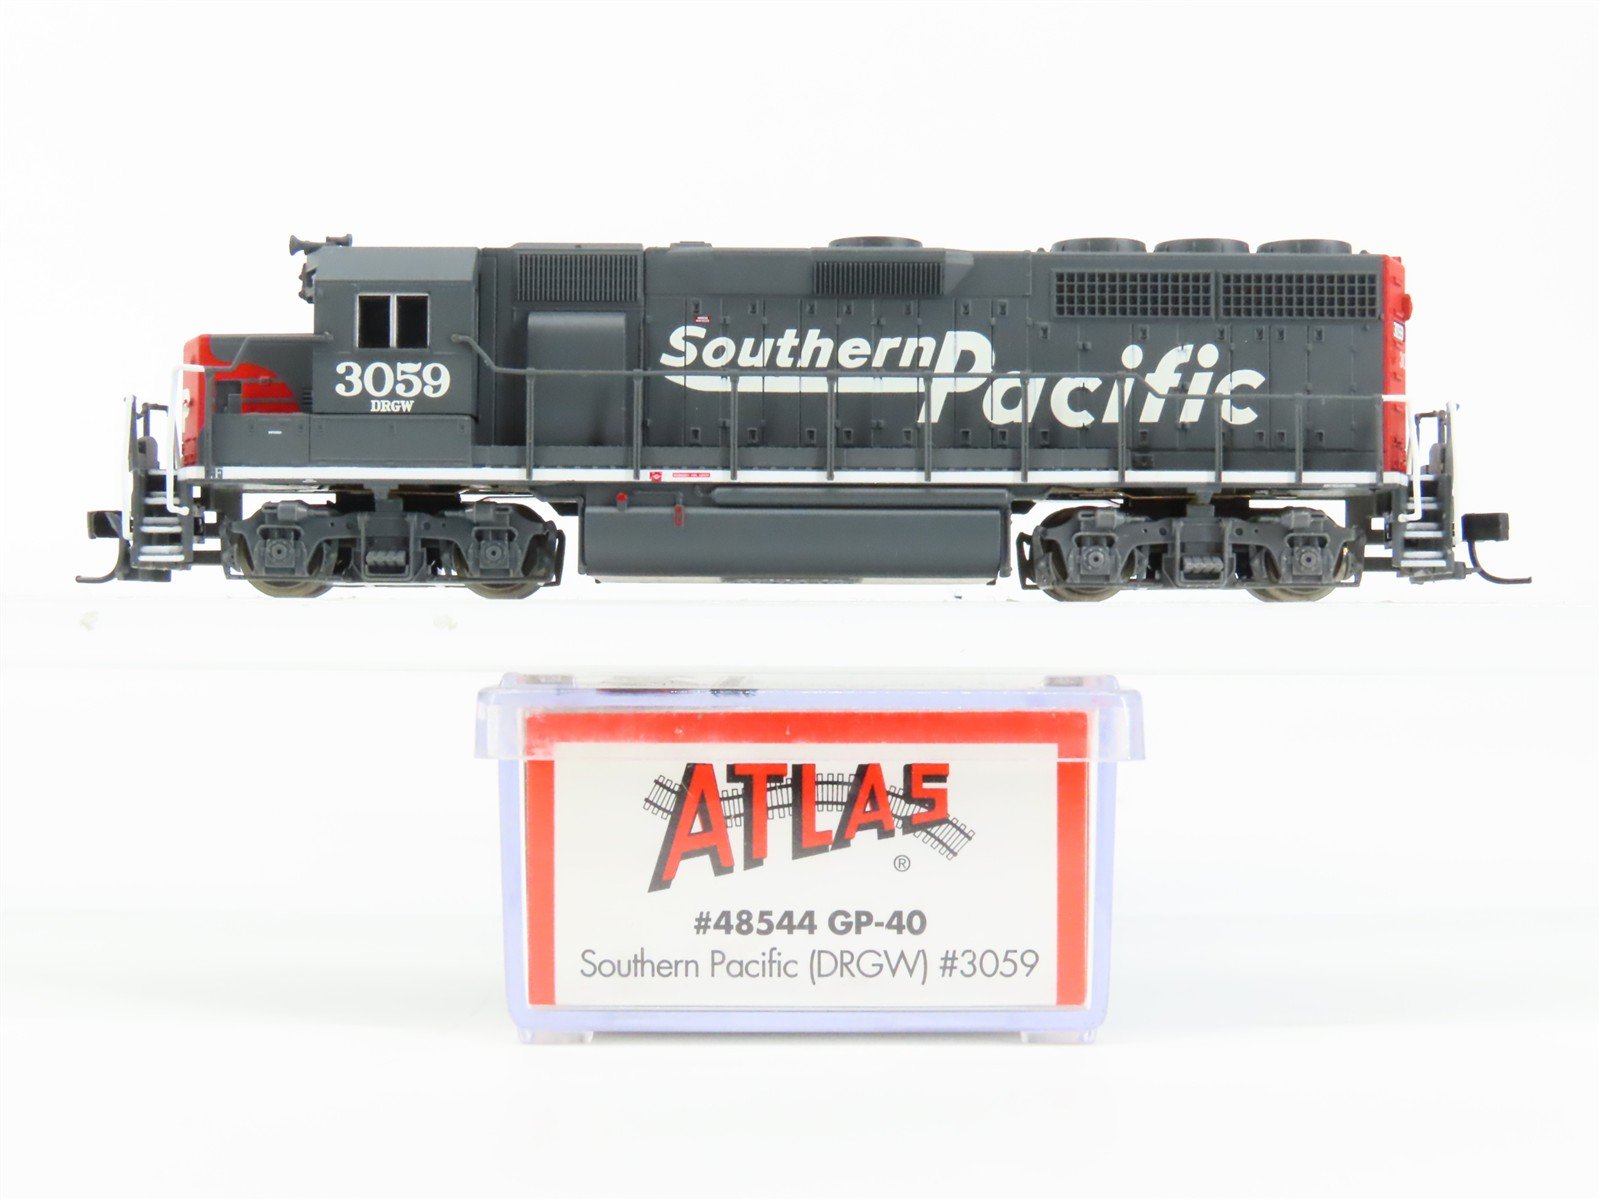 Southern
Pacific
3059
DRGW
ATLAS
®
#48544 GP-40
Southern Pacific (DRGW) #3059